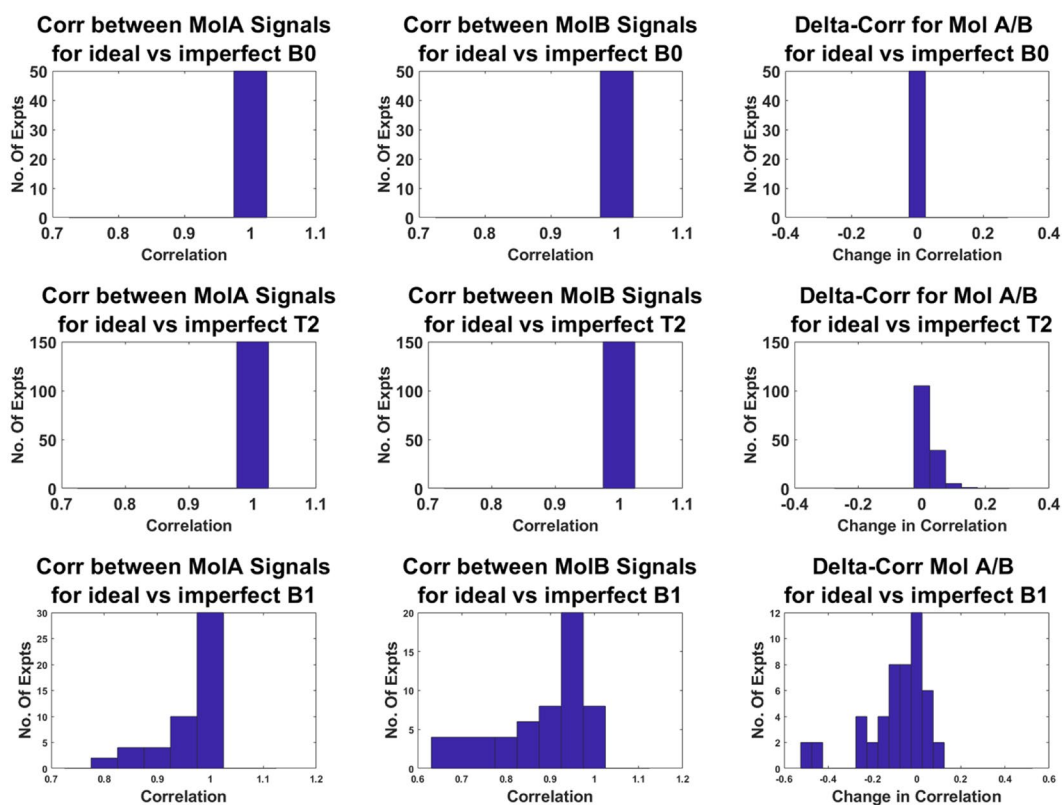 Corr between MolA Signals
for ideal vs imperfect B0
No. Of Expts
50
40
30
20
10
0
0.7 0.8 0.9 1 1.1
Correlation
Corr between MolB Signals
for ideal vs imperfect B0
No. Of Expts
50
40
30
20
10
0
0.7 0.8 0.9 1 1.1
Correlation
Delta-Corr for Mol A/B
for ideal vs imperfect B0
No. Of Expts
50
40
30
20
10
0
-0.4 -0.2 0 0.2 0.4
Change in Correlation
Corr between MolA Signals
for ideal vs imperfect T2
No. Of Expts
150
100
50
0
0.7 0.8 0.9 1 1.1
Correlation
Corr between MolB Signals
for ideal vs imperfect T2
No. Of Expts
150
100
50
0
0.7 0.8 0.9 1 1.1
Correlation
Delta-Corr for Mol A/B
for ideal vs imperfect T2
No. Of Expts
150
100
50
0
-0.4 -0.2 0 0.2 0.4
Change in Correlation
Corr between MolA Signals
for ideal vs imperfect B1
No. Of Expts
30
25
20
15
10
5
0
0.7 0.8 0.9 1 1.1 1.2
Correlation
Corr between MolB Signals
for ideal vs imperfect B1
No. Of Expts
20
15
10
5
0
0.6 0.7 0.8 0.9 1 1.1 1.2
Correlation
Delta-Corr Mol A/B
for ideal vs imperfect B1
No. Of Expts
12
10
8
6
4
2
0
-0.6 -0.4 -0.2 0 0.2 0.4 0.6
Change in Correlation